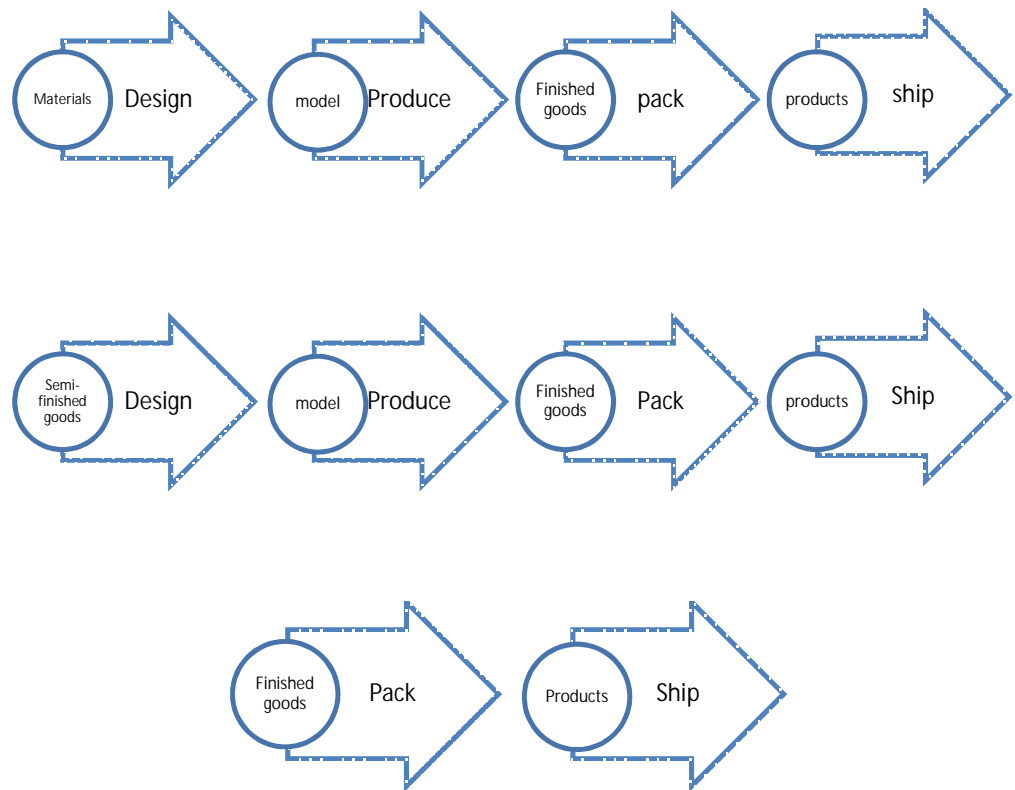 Materials
Design
model
Produce
Finished
goods
pack
products
ship
Semi-
finished
goods
Design
model
Produce
Finished
goods
Pack
products
Ship
Finished
goods
Pack
Products
Ship